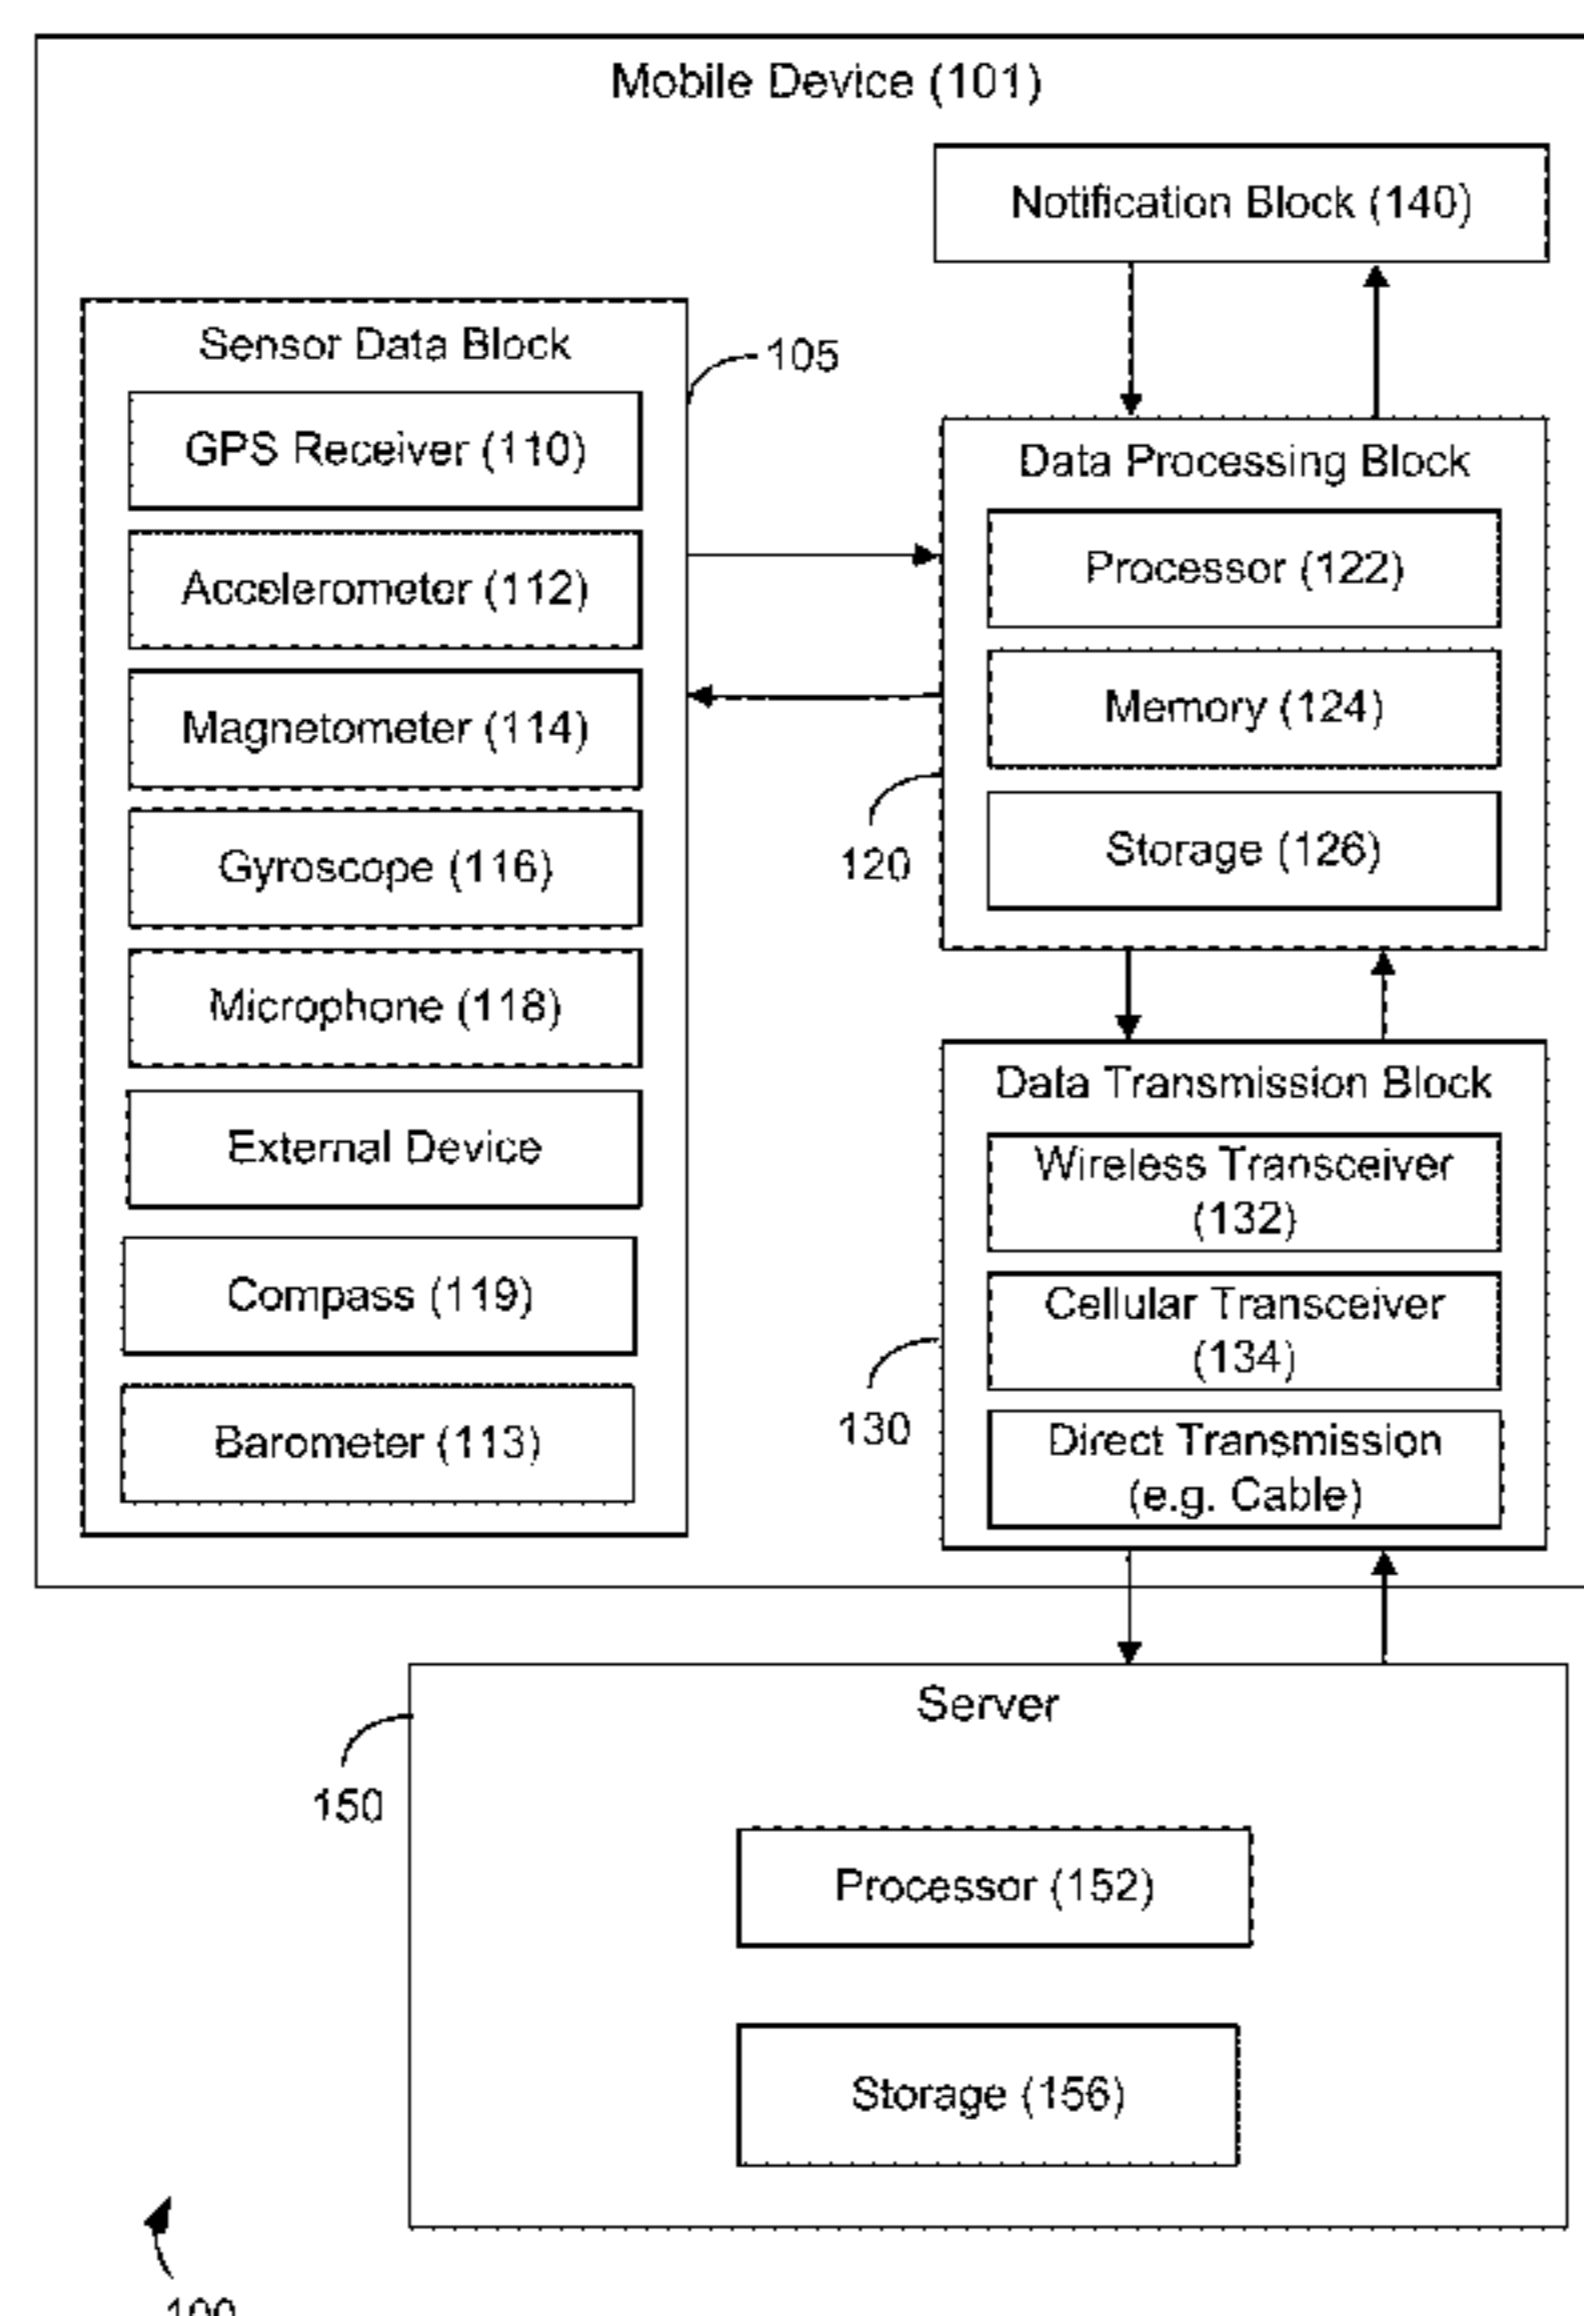 Mobile Device (101)
Notification Block (140)
Sensor Data Block
105
GPS Receiver (110)
Accelerometer (112)
Magnetometer (114)
Gyroscope (116)
Microphone (118)
External Device
Compass (119)
Barometer (113)
Data Processing Block
Processor (122)
Memory (124)
Storage (126)
120
Data Transmission Block
Wireless Transceiver
(132)
Cellular Transceiver
(134)
Direct Transmission
(e.g. Cable)
130
Server
150
Processor (152)
Storage (156)
100